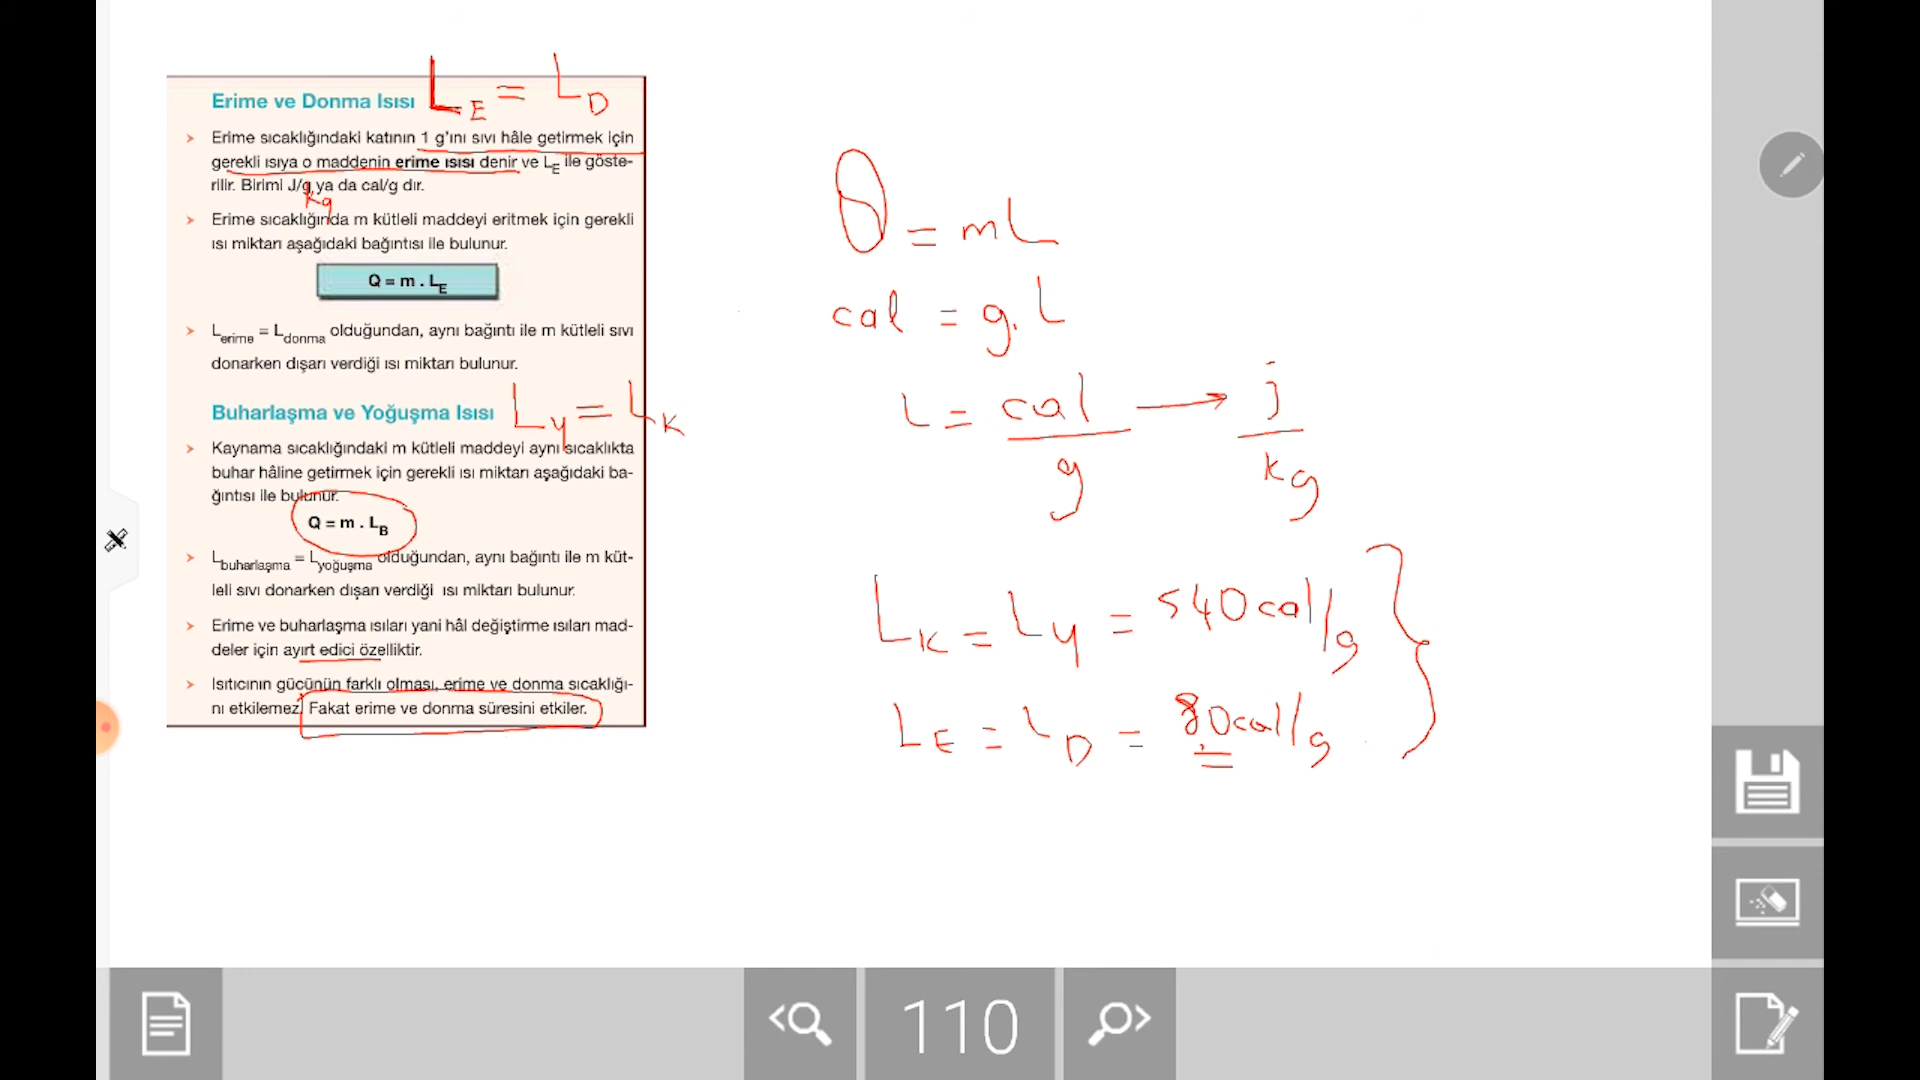 Erime ve Donma Isısı L_E = L_D
Erime sıcaklığındaki katının 1 g'ını sıvı hâle getirmek için
gerekli ısıya o maddenin erime ısısı denir ve L_E ile göste-
rilir. Birimi J/g ya da cal/g dır.
kg
Erime sıcaklığında m kütleli maddeyi eritmek için gerekli
ısı miktarı aşağıdaki bağıntısı ile bulunur.
Q = m . L_E
L_erime = L_donma olduğundan, aynı bağıntı ile m kütleli sıvı
donarken dışarı verdiği ısı miktarı bulunur.
Buharlaşma ve Yoğuşma Isısı L_Y = L_K
Kaynama sıcaklığındaki m kütleli maddeyi aynı sıcaklıkta
buhar hâline getirmek için gerekli ısı miktarı aşağıdaki ba-
ğıntısı ile bulunur.
Q = m . L_B
L_buharlaşma = L_yoğuşma olduğundan, aynı bağıntı ile m küt-
leli sıvı donarken dışarı verdiği ısı miktarı bulunur.
Erime ve buharlaşma ısıları yani hâl değiştirme ısıları mad-
deler için ayırt edici özelliktir.
Isıtıcının gücünün farklı olması, erime ve donma sıcaklığı-
nı etkilemez. Fakat erime ve donma süresini etkiler.
Q = mL
cal = g. L
L = cal/g → j/kg
L_K = L_Y = 540 cal/g
L_E = L_D = 80 cal/g
110